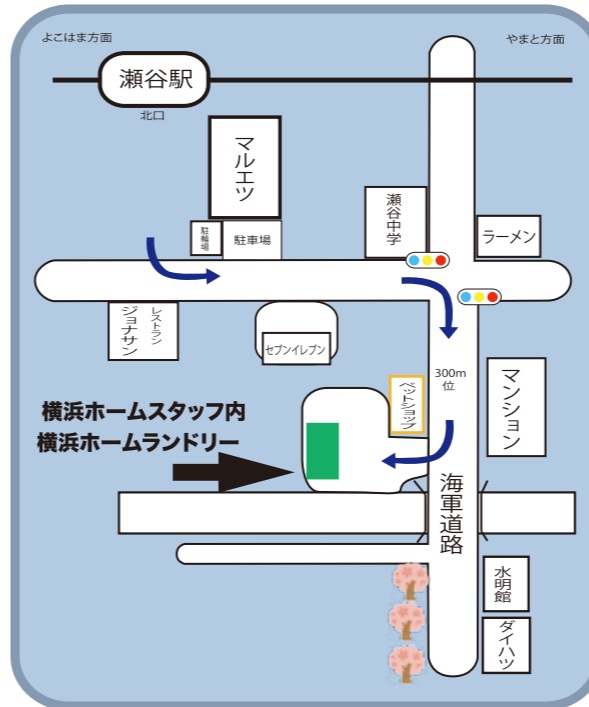 よこはま方面
やまと方面
瀬谷駅
北口
マルエツ
瀬谷中学
駐輪場
駐車場
ラーメン
レストラン
ジョナサン
セブンイレブン
300m
位
ペットショップ
マンション
横浜ホームスタッフ内
横浜ホームランドリー
海軍道路
水明館
ダイハツ